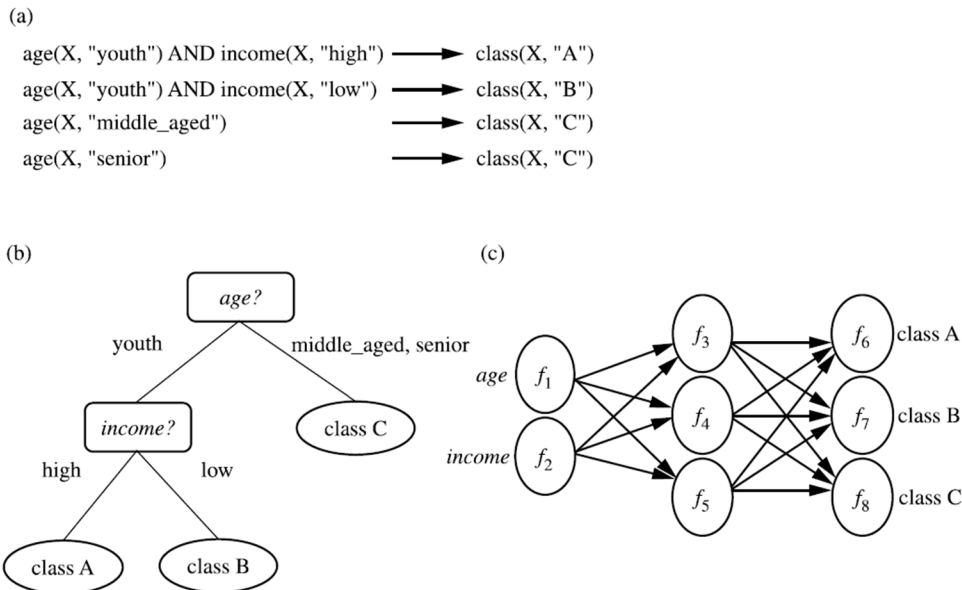 (a)
age(X, "youth") AND income(X, "high") class(X, "A")
age(X, "youth") AND income(X, "low") class(X, "B")
age(X, "middle_aged") class(X, "C")
age(X, "senior") class(X, "C")
(b)
age?
youth
middle_aged, senior
income?
class C
high
low
class A
class B
(c)
age
income
f1
f2
f3
f4
f5
f6 class A
f7 class B
f8 class C